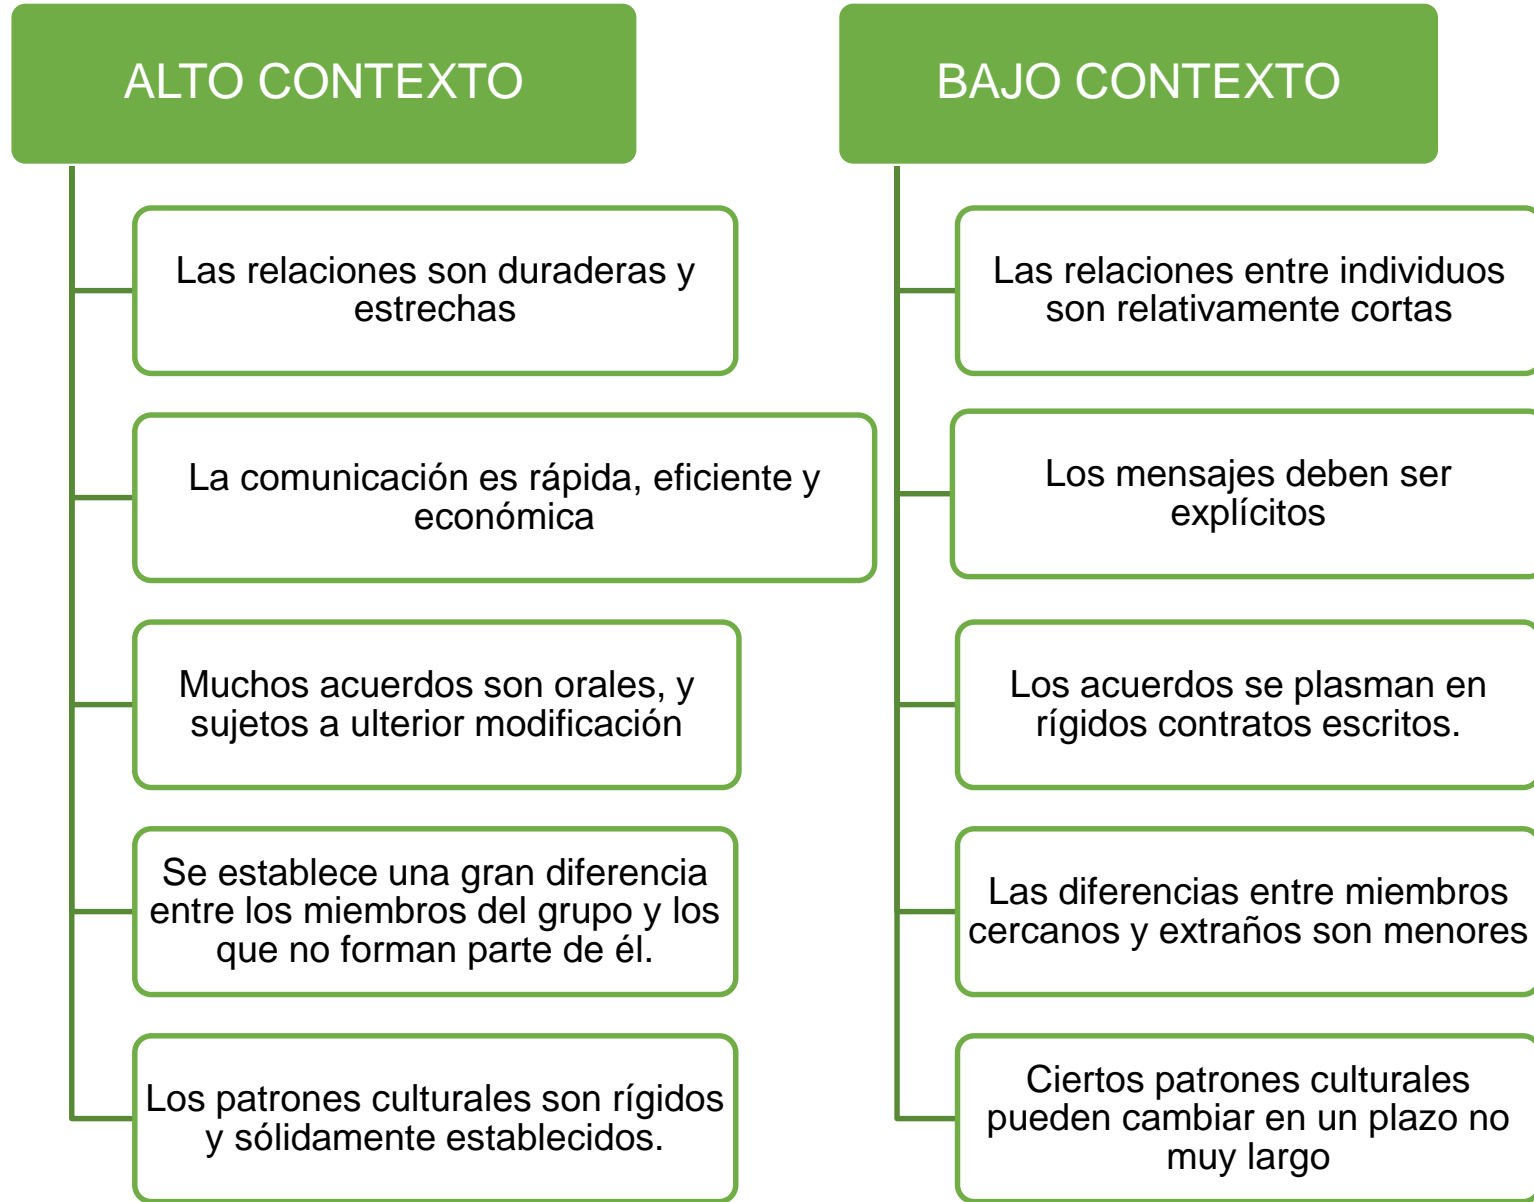 ALTO CONTEXTO
Las relaciones son duraderas y
estrechas
La comunicación es rápida, eficiente y
económica
Muchos acuerdos son orales, y
sujetos a ulterior modificación
Se establece una gran diferencia
entre los miembros del grupo y los
que no forman parte de él.
Los patrones culturales son rígidos
y sólidamente establecidos.
BAJO CONTEXTO
Las relaciones entre individuos
son relativamente cortas
Los mensajes deben ser
explícitos
Los acuerdos se plasman en
rígidos contratos escritos.
Las diferencias entre miembros
cercanos y extraños son menores
Ciertos patrones culturales
pueden cambiar en un plazo no
muy largo